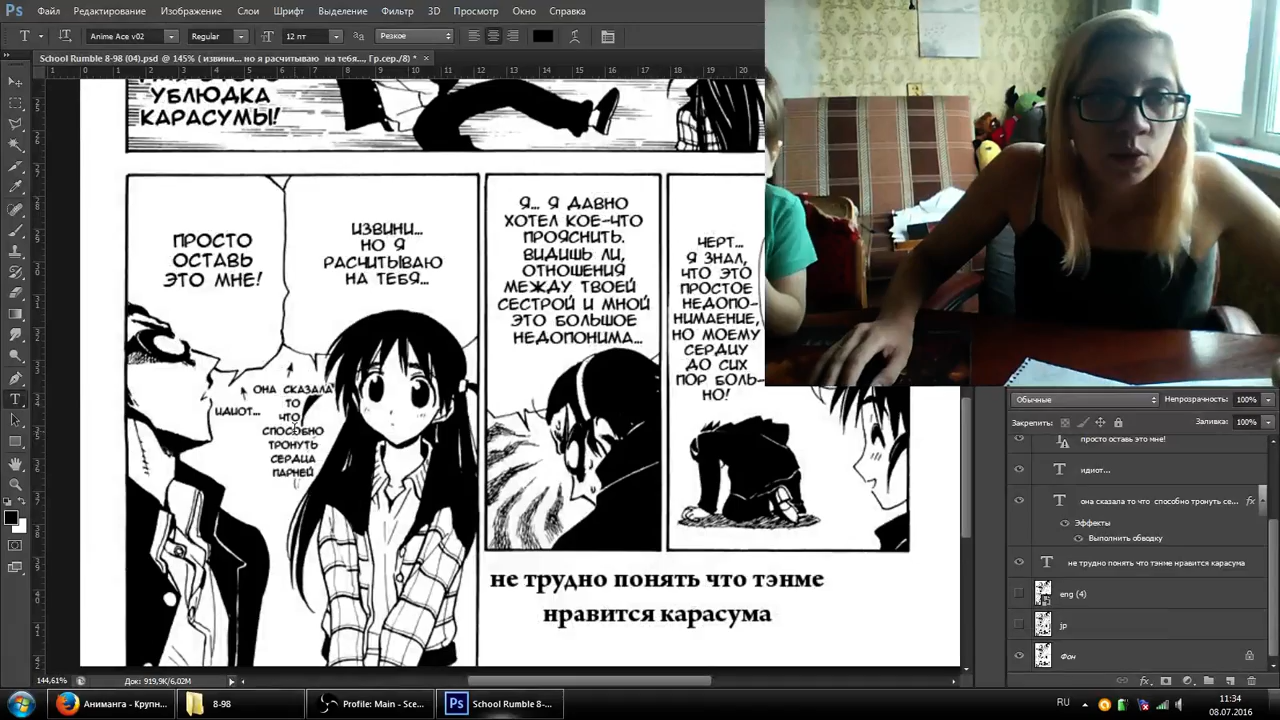 Файл Редактирование Изображение Слои Шрифт Выделение Фильтр 3D Просмотр Окно Справка
Anime Ace v02 Regular 12 пт Резкое
School Rumble 8-98 (04).psd @ 145% ( извини... но я расчитываю на тебя..., Гр.сер./8) *
УБЛЮДКА
КАРАСУМЫ!
ПРОСТО
ОСТАВЬ
ЭТО МНЕ!
ИЗВИНИ...
НО Я
РАСЧИТЫВАЮ
НА ТЕБЯ...
ИДИОТ...
ОНА СКАЗАЛА
ТО
ЧТО
СПОСОБНО
ТРОНУТЬ
СЕРДЦА
ПАРНЕЙ
Я... Я ДАВНО
ХОТЕЛ КОЕ-ЧТО
ПРОЯСНИТЬ.
ВИДИШЬ ЛИ,
ОТНОШЕНИЯ
МЕЖДУ ТВОЕЙ
СЕСТРОЙ И МНОЙ
ЭТО БОЛЬШОЕ
НЕДОПОНИМА...
ЧЕРТ...
Я ЗНАЛ,
ЧТО ЭТО
ПРОСТОЕ
НЕДОПО-
НИМАЕНИЕ,
НО МОЕМУ
СЕРДЦУ
ДО СИХ
ПОР БОЛЬ-
НО!
не трудно понять что тэнме
нравится карасума
Обычные Непрозрачность: 100%
Закрепить: Заливка: 100%
просто оставь это мне!
идиот...
она сказала то что способно тронуть се... fx
Эффекты
Выполнить обводку
не трудно понять что тэнме нравится карасума
eng (4)
jp
Фон
144,61% Док: 919,9K/6,02M
Аниманга - Крупн... 8-98 Profile: Main - Sce... School Rumble 8-...
RU 11:34
08.07.2016